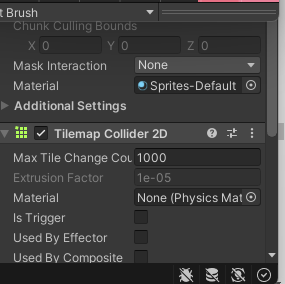 t Brush
Chunk Culling Bounds
X 0 Y 0 Z 0
Mask Interaction None
Material Sprites-Default
Additional Settings
Tilemap Collider 2D
Max Tile Change Cou 1000
Extrusion Factor 1e-05
Material None (Physics Mat
Is Trigger
Used By Effector
Used By Composite